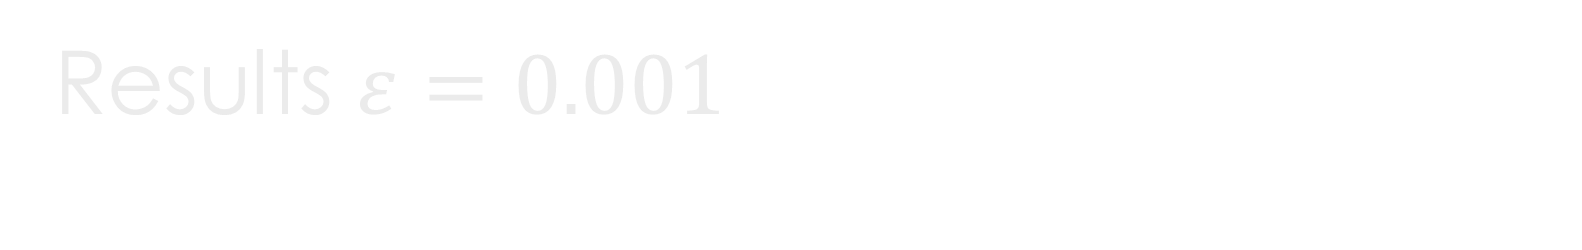 Results 𝜀 = 0.001